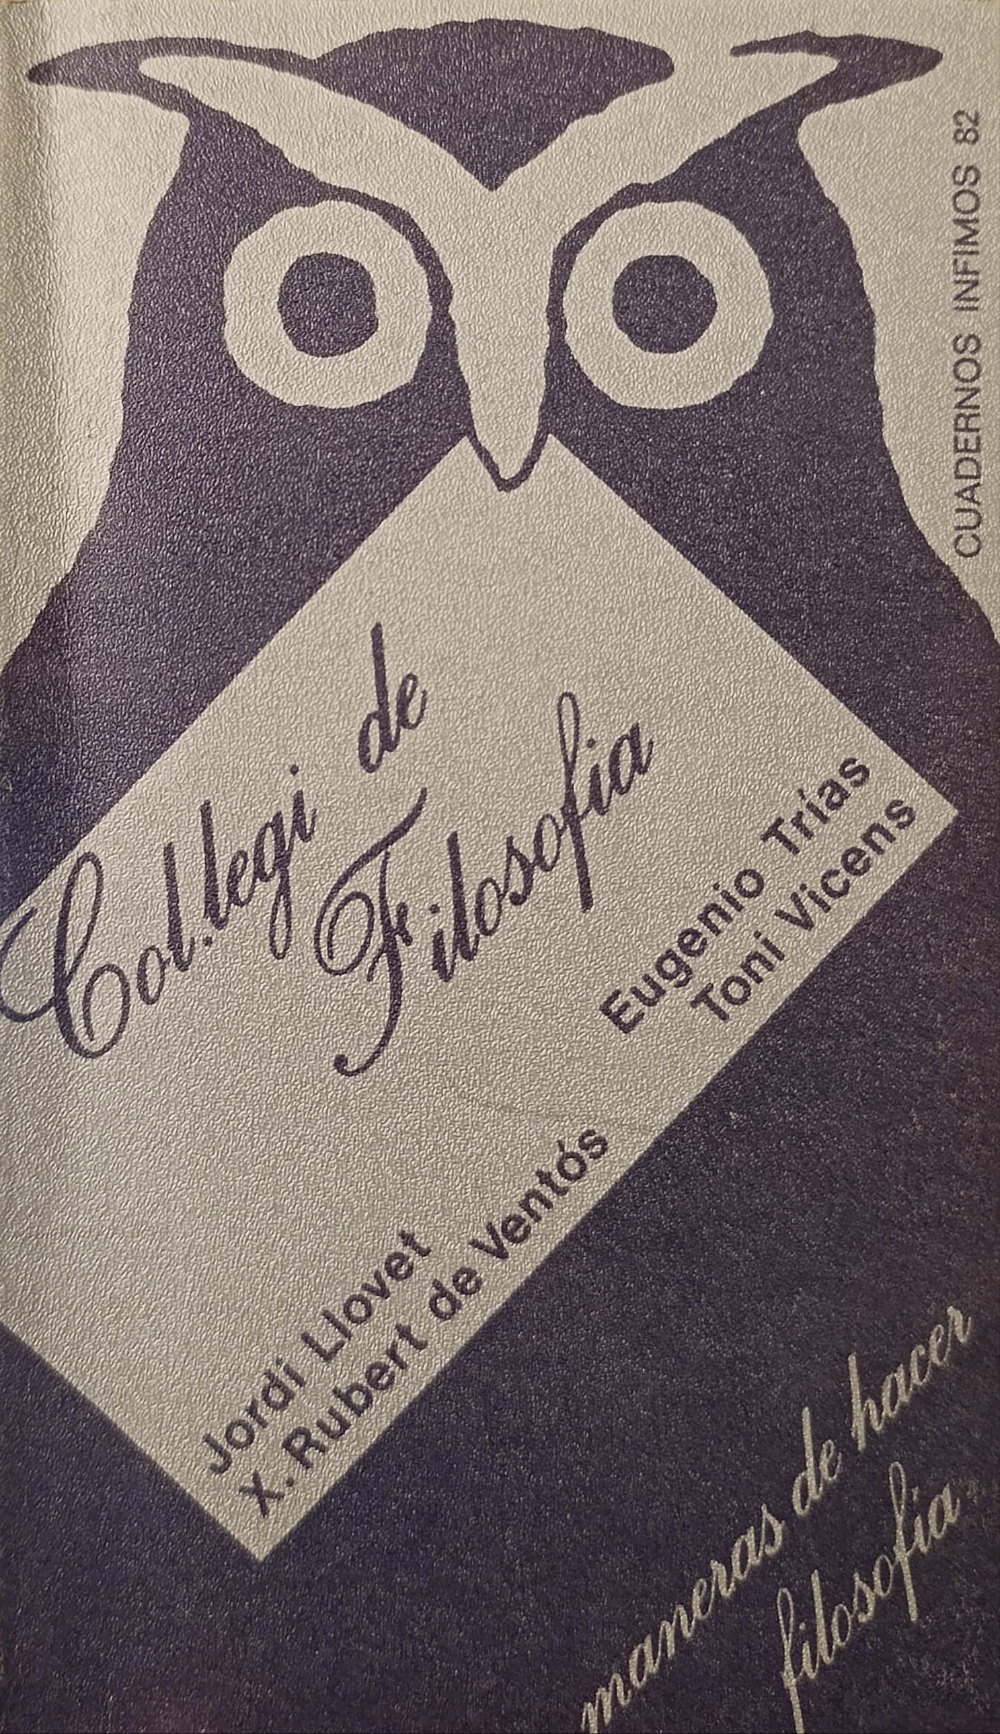 CUADERNOS INFIMOS 82
Col.legi de
Filosofia
Eugenio Trías
Toni Vicens
Jordi Llovet
X. Rubert de Ventós
maneras de hacer
filosofia